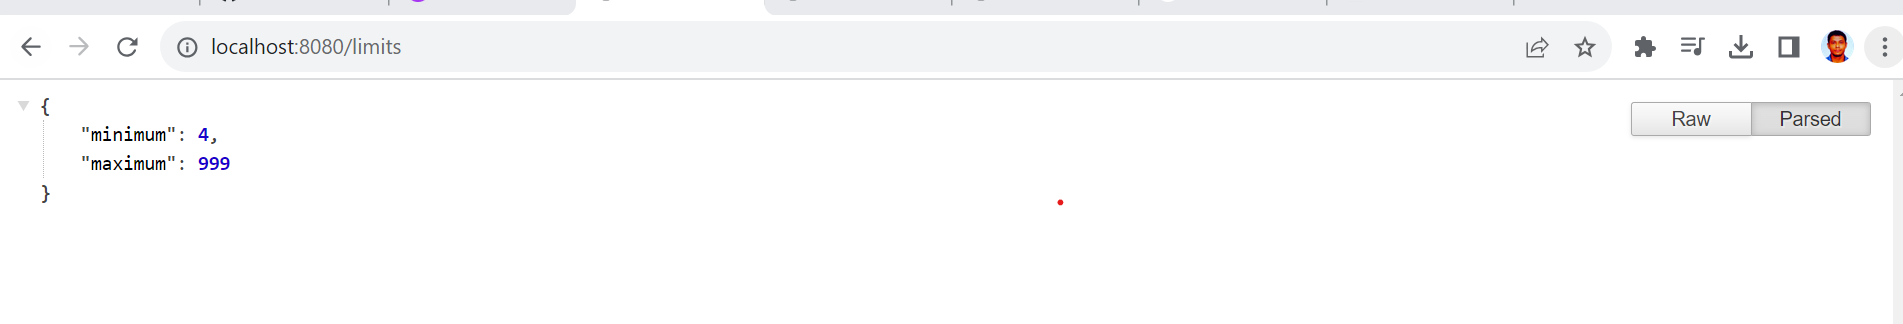 localhost:8080/limits
{
"minimum": 4,
"maximum": 999
}
Raw
Parsed